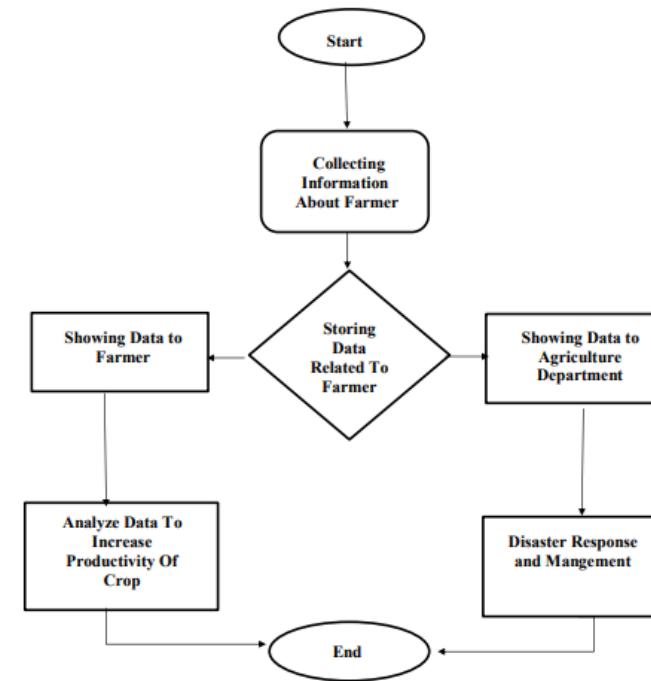 Start
Collecting
Information
About Farmer
Storing
Data
Related To
Farmer
Showing Data to
Farmer
Showing Data to
Agriculture
Department
Analyze Data To
Increase
Productivity Of
Crop
Disaster Response
and Mangement
End